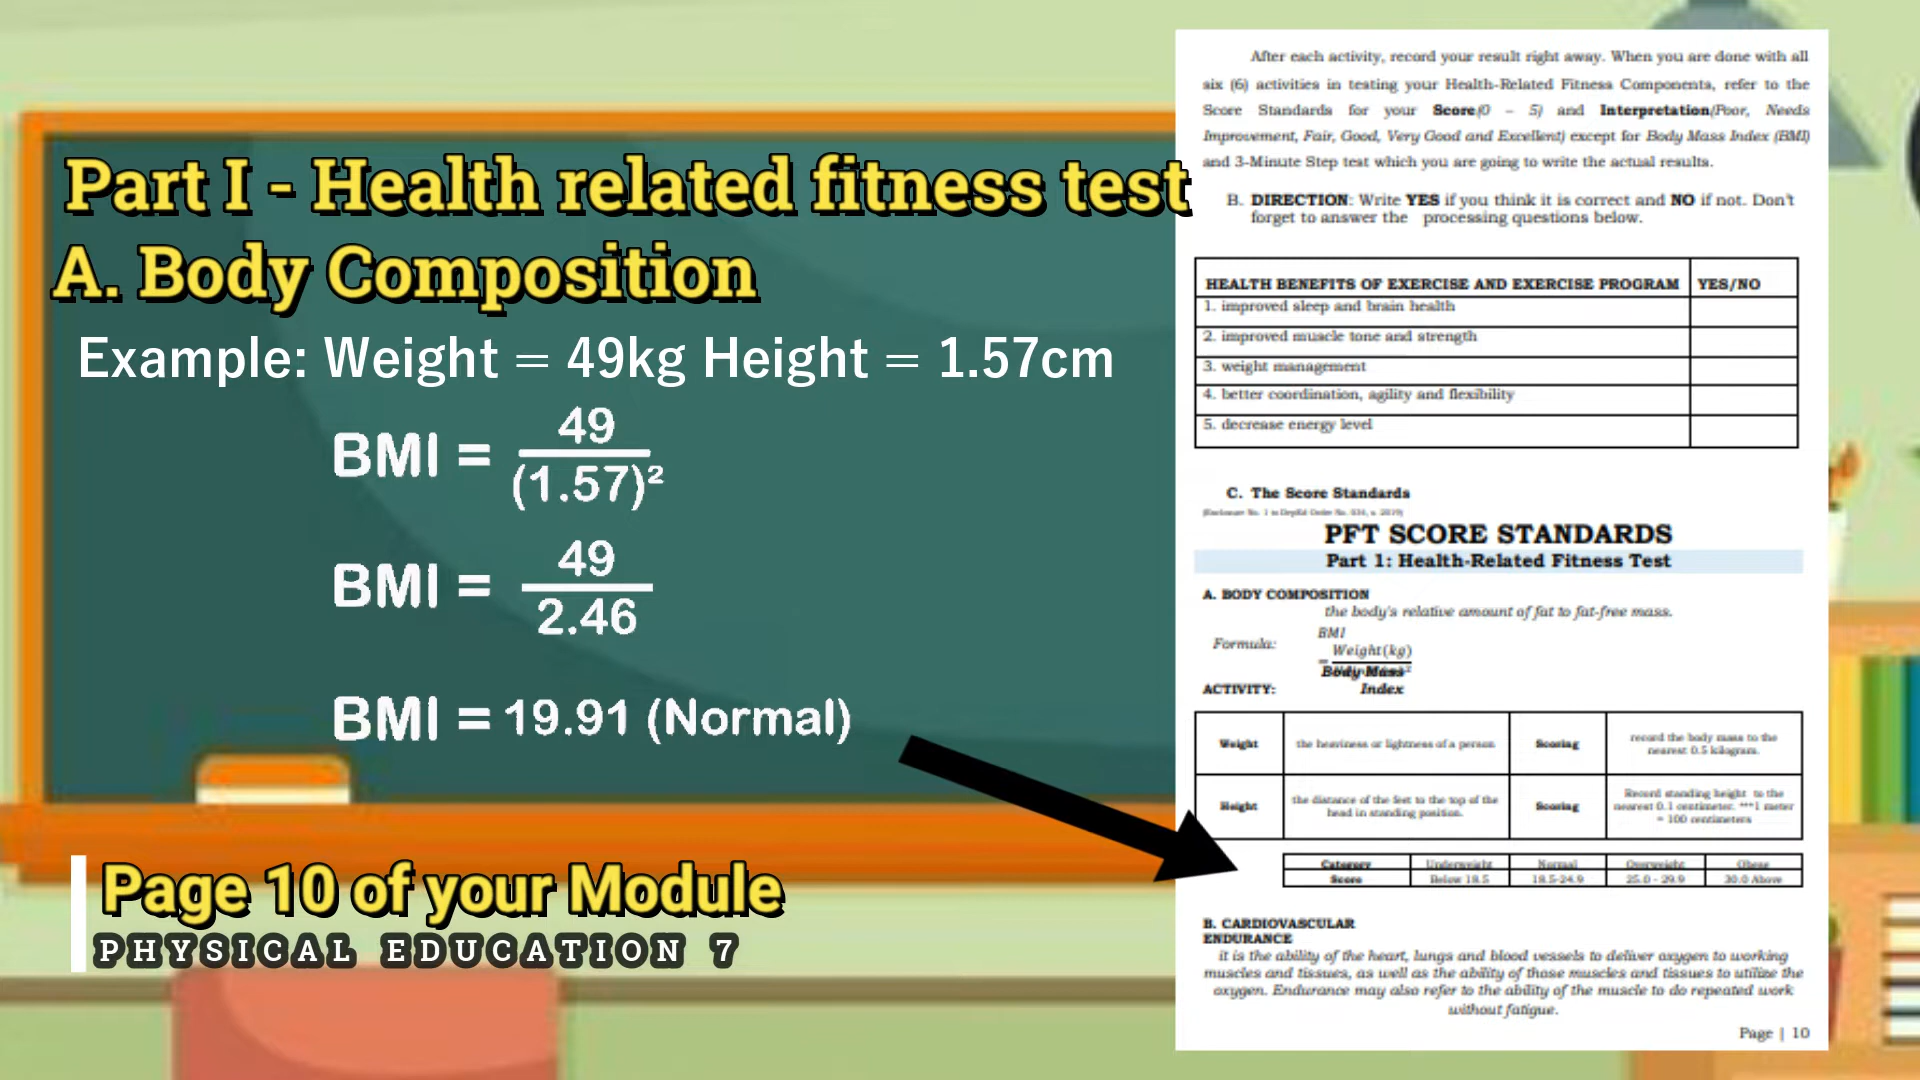 Part I - Health related fitness test
A. Body Composition
Example: Weight = 49kg Height = 1.57cm
BMI = 49
(1.57)²
BMI = 49
2.46
BMI = 19.91 (Normal)
Page 10 of your Module
PHYSICAL EDUCATION 7
After each activity, record your result right away. When you are done with all
six (6) activities in testing your Health-Related Fitness Components, refer to the
Score Standards for your Score(0 – 5) and Interpretation(Poor, Needs
Improvement, Fair, Good, Very Good and Excellent) except for Body Mass Index (BMI)
and 3-Minute Step test which you are going to write the actual results.
B. DIRECTION: Write YES if you think it is correct and NO if not. Don't
forget to answer the processing questions below.
HEALTH BENEFITS OF EXERCISE AND EXERCISE PROGRAM YES/NO
1. improved sleep and brain health
2. improved muscle tone and strength
3. weight management
4. better coordination, agility and flexibility
5. decrease energy level
C. The Score Standards
(Enclosure No. 1 to DepEd Order No. 034, s. 2019)
PFT SCORE STANDARDS
Part 1: Health-Related Fitness Test
A. BODY COMPOSITION
the body's relative amount of fat to fat-free mass.
BMI
Formula:
= Weight(kg)
Body Mass
ACTIVITY: Index
Weight the heaviness or lightness of a person Scoring record the body mass to the
nearest 0.5 kilogram.
Height the distance of the feet to the top of the
head in standing position. Scoring Record standing height to the
nearest 0.1 centimeter. ***1 meter
= 100 centimeters
Category Underweight Normal Overweight Obese
Score Below 18.5 18.5-24.9 25.0 - 29.9 30.0 Above
B. CARDIOVASCULAR
ENDURANCE
it is the ability of the heart, lungs and blood vessels to deliver oxygen to working
muscles and tissues, as well as the ability of those muscles and tissues to utilize the
oxygen. Endurance may also refer to the ability of the muscle to do repeated work
without fatigue.
Page | 10